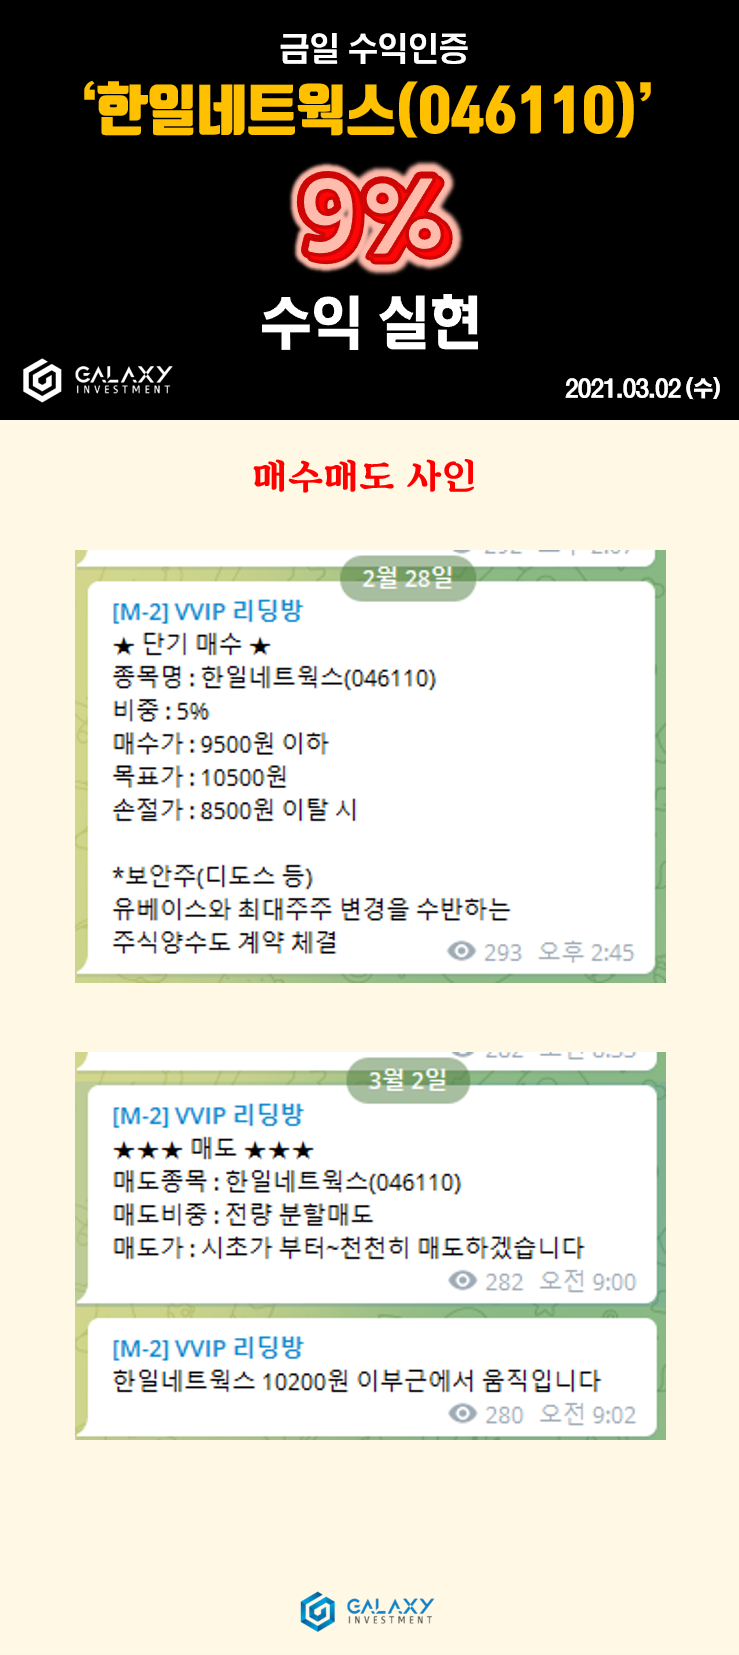 금일 수익인증
‘한일네트웍스(046110)’
9%
수익 실현
GALAXY
INVESTMENT
2021.03.02 (수)
매수매도 사인
2월 28일
[M-2] VVIP 리딩방
★ 단기 매수 ★
종목명 : 한일네트웍스(046110)
비중 : 5%
매수가 : 9500원 이하
목표가 : 10500원
손절가 : 8500원 이탈 시
*보안주(디도스 등)
유베이스와 최대주주 변경을 수반하는
주식양수도 계약 체결
293 오후 2:45
3월 2일
[M-2] VVIP 리딩방
★★★ 매도 ★★★
매도종목 : 한일네트웍스(046110)
매도비중 : 전량 분할매도
매도가 : 시초가 부터~천천히 매도하겠습니다
282 오전 9:00
[M-2] VVIP 리딩방
한일네트웍스 10200원 이부근에서 움직입니다
280 오전 9:02
GALAXY
INVESTMENT